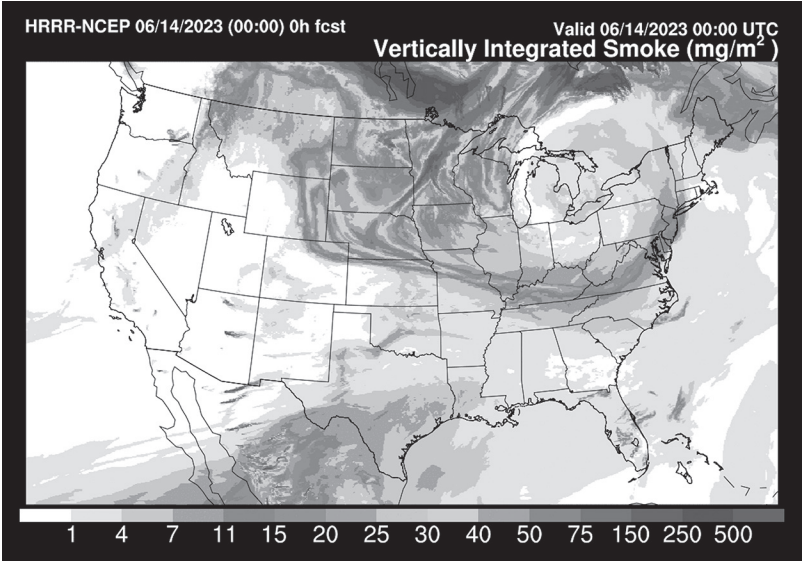 HRRR-NCEP 06/14/2023 (00:00) 0h fcst
Valid 06/14/2023 00:00 UTC
Vertically Integrated Smoke (mg/m²)
1 4 7 11 15 20 25 30 40 50 75 150 250 500